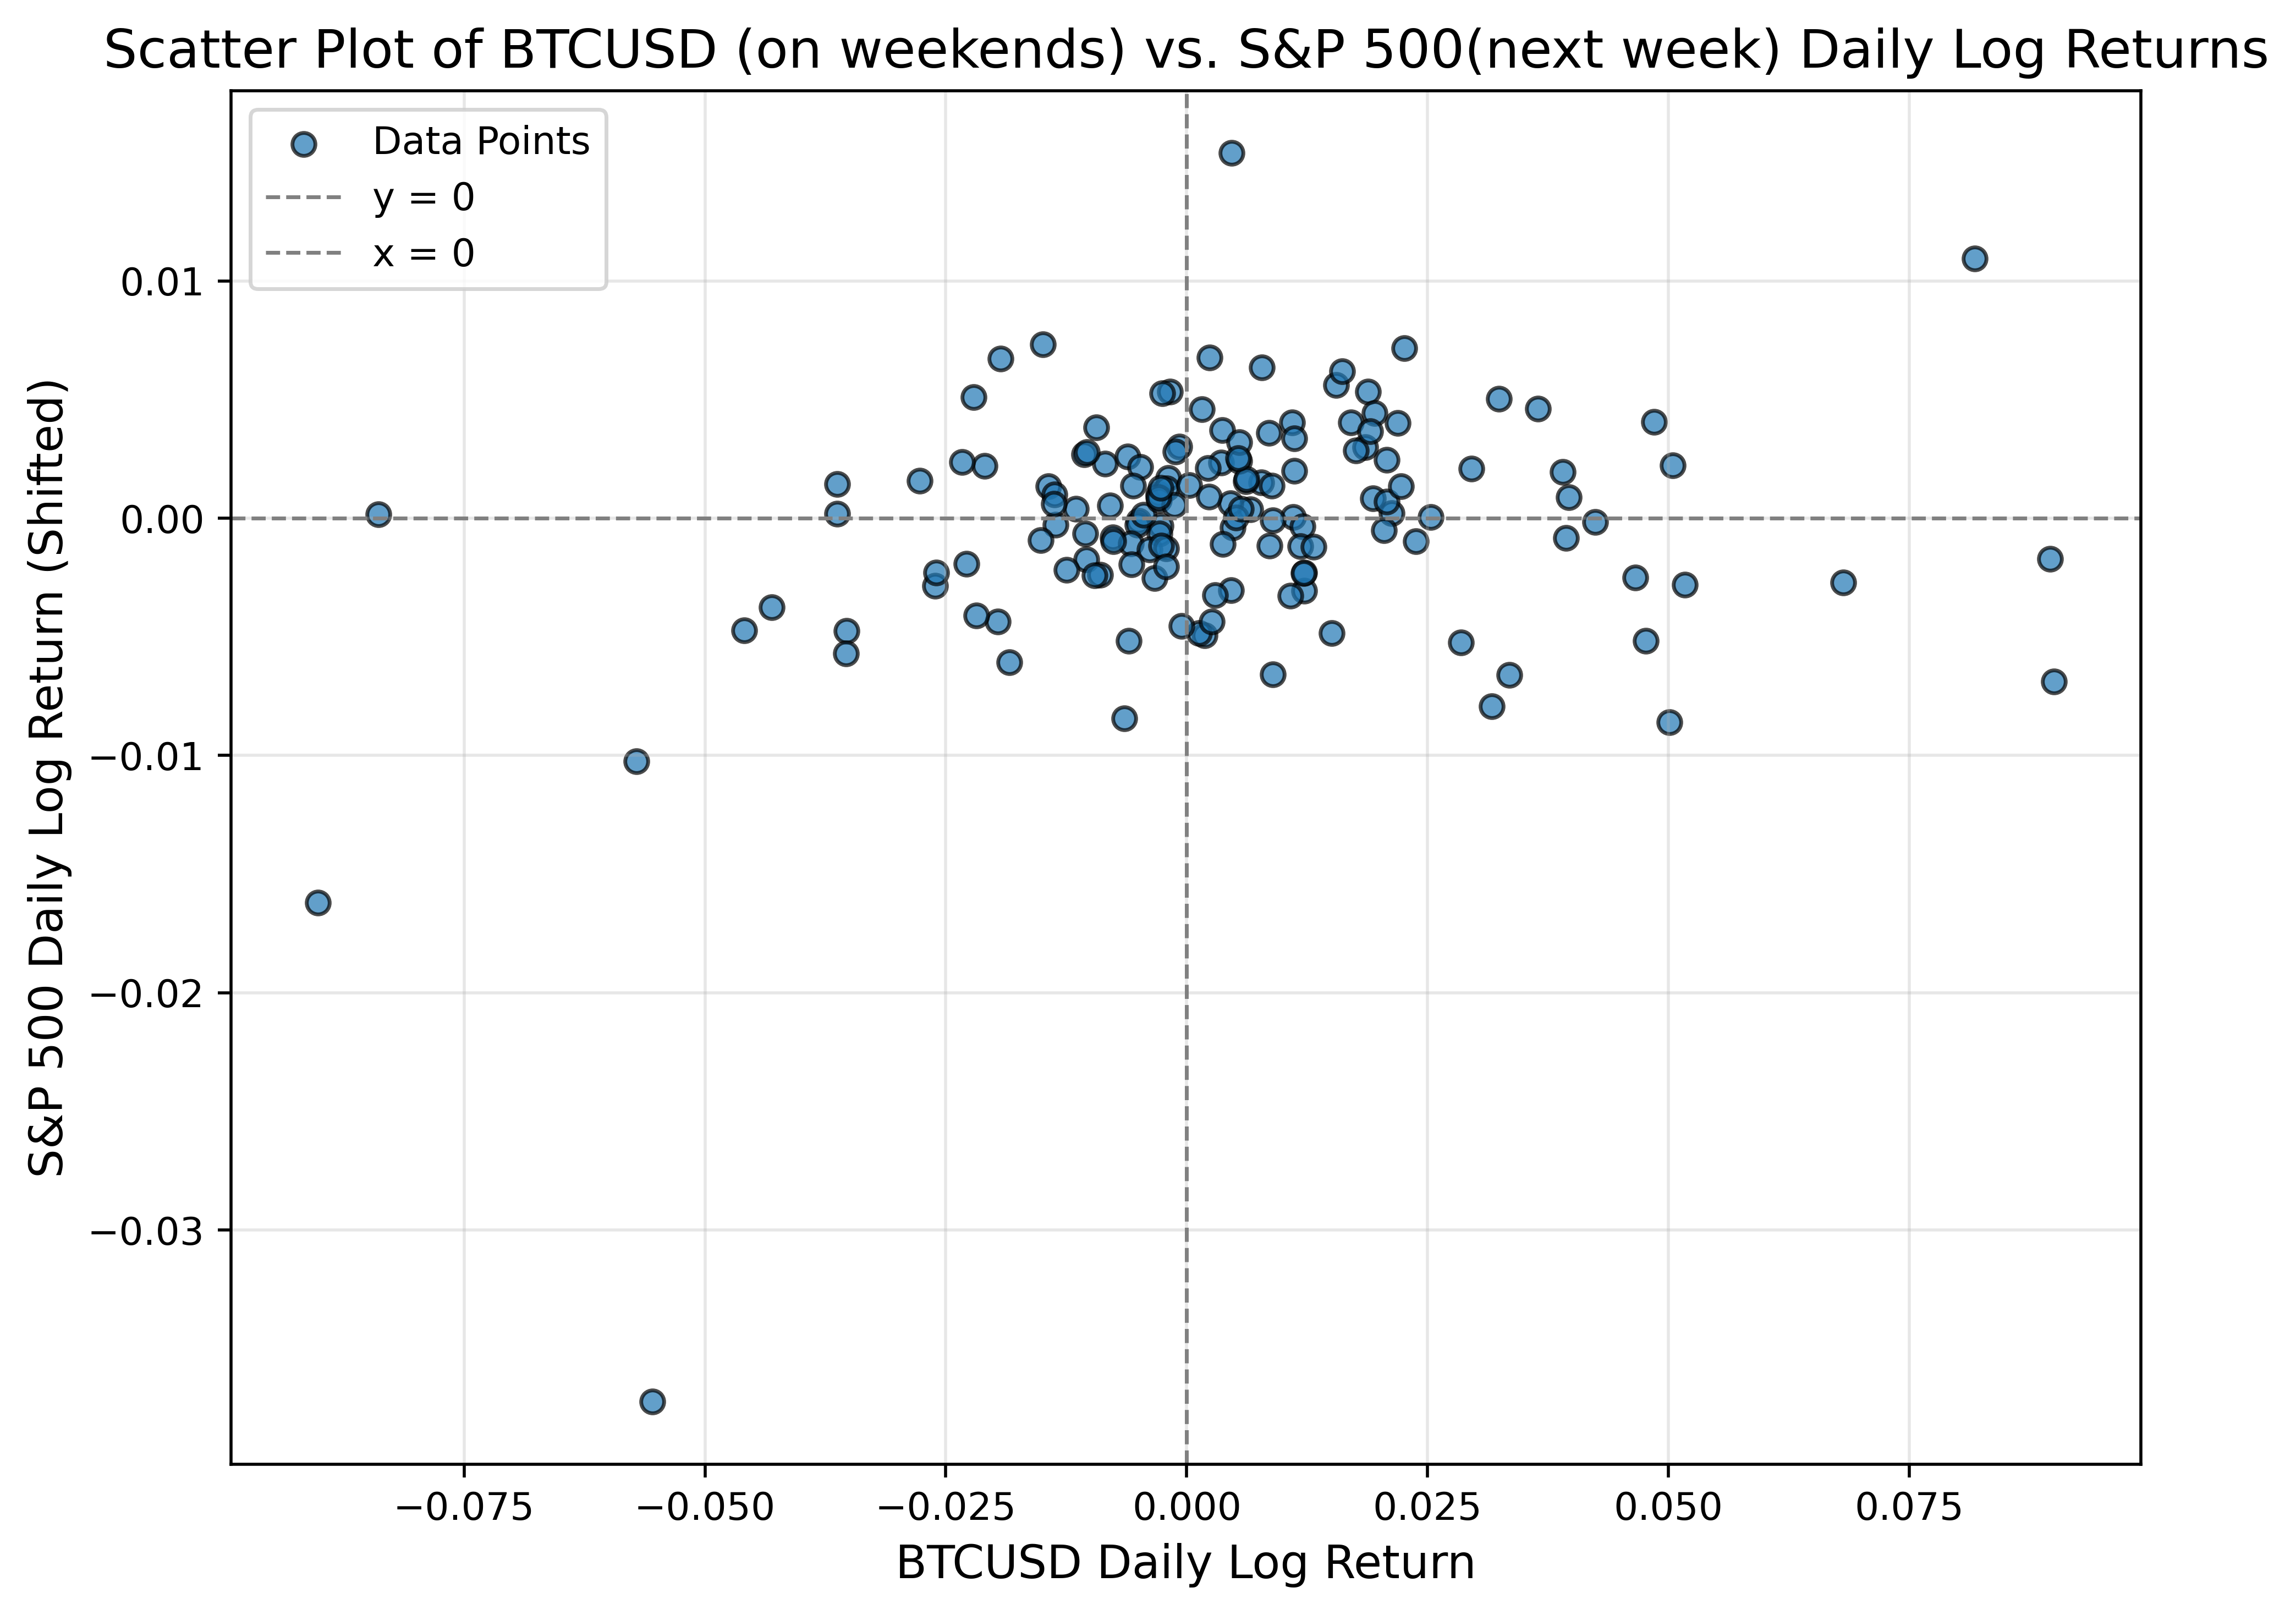 Scatter Plot of BTCUSD (on weekends) vs. S&P 500(next week) Daily Log Returns
Data Points
y = 0
x = 0
S&P 500 Daily Log Return (Shifted)
0.01
0.00
−0.01
−0.02
−0.03
−0.075
−0.050
−0.025
0.000
0.025
0.050
0.075
BTCUSD Daily Log Return